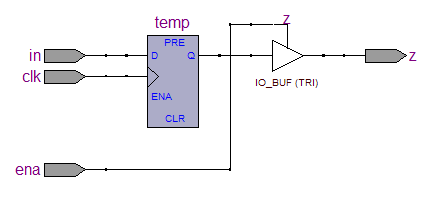 temp
z
in
D
PRE
Q
z
clk
IO_BUF (TRI)
ENA
CLR
ena